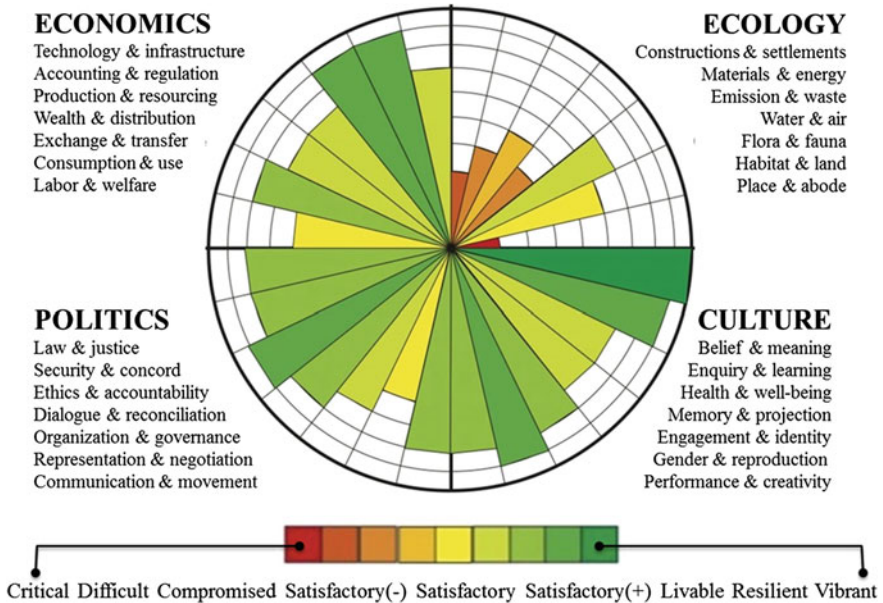 ECONOMICS
Technology & infrastructure
Accounting & regulation
Production & resourcing
Wealth & distribution
Exchange & transfer
Consumption & use
Labor & welfare
ECOLOGY
Constructions & settlements
Materials & energy
Emission & waste
Water & air
Flora & fauna
Habitat & land
Place & abode
POLITICS
Law & justice
Security & concord
Ethics & accountability
Dialogue & reconciliation
Organization & governance
Representation & negotiation
Communication & movement
CULTURE
Belief & meaning
Enquiry & learning
Health & well-being
Memory & projection
Engagement & identity
Gender & reproduction
Performance & creativity
Critical Difficult Compromised Satisfactory(-) Satisfactory Satisfactory(+) Livable Resilient Vibrant